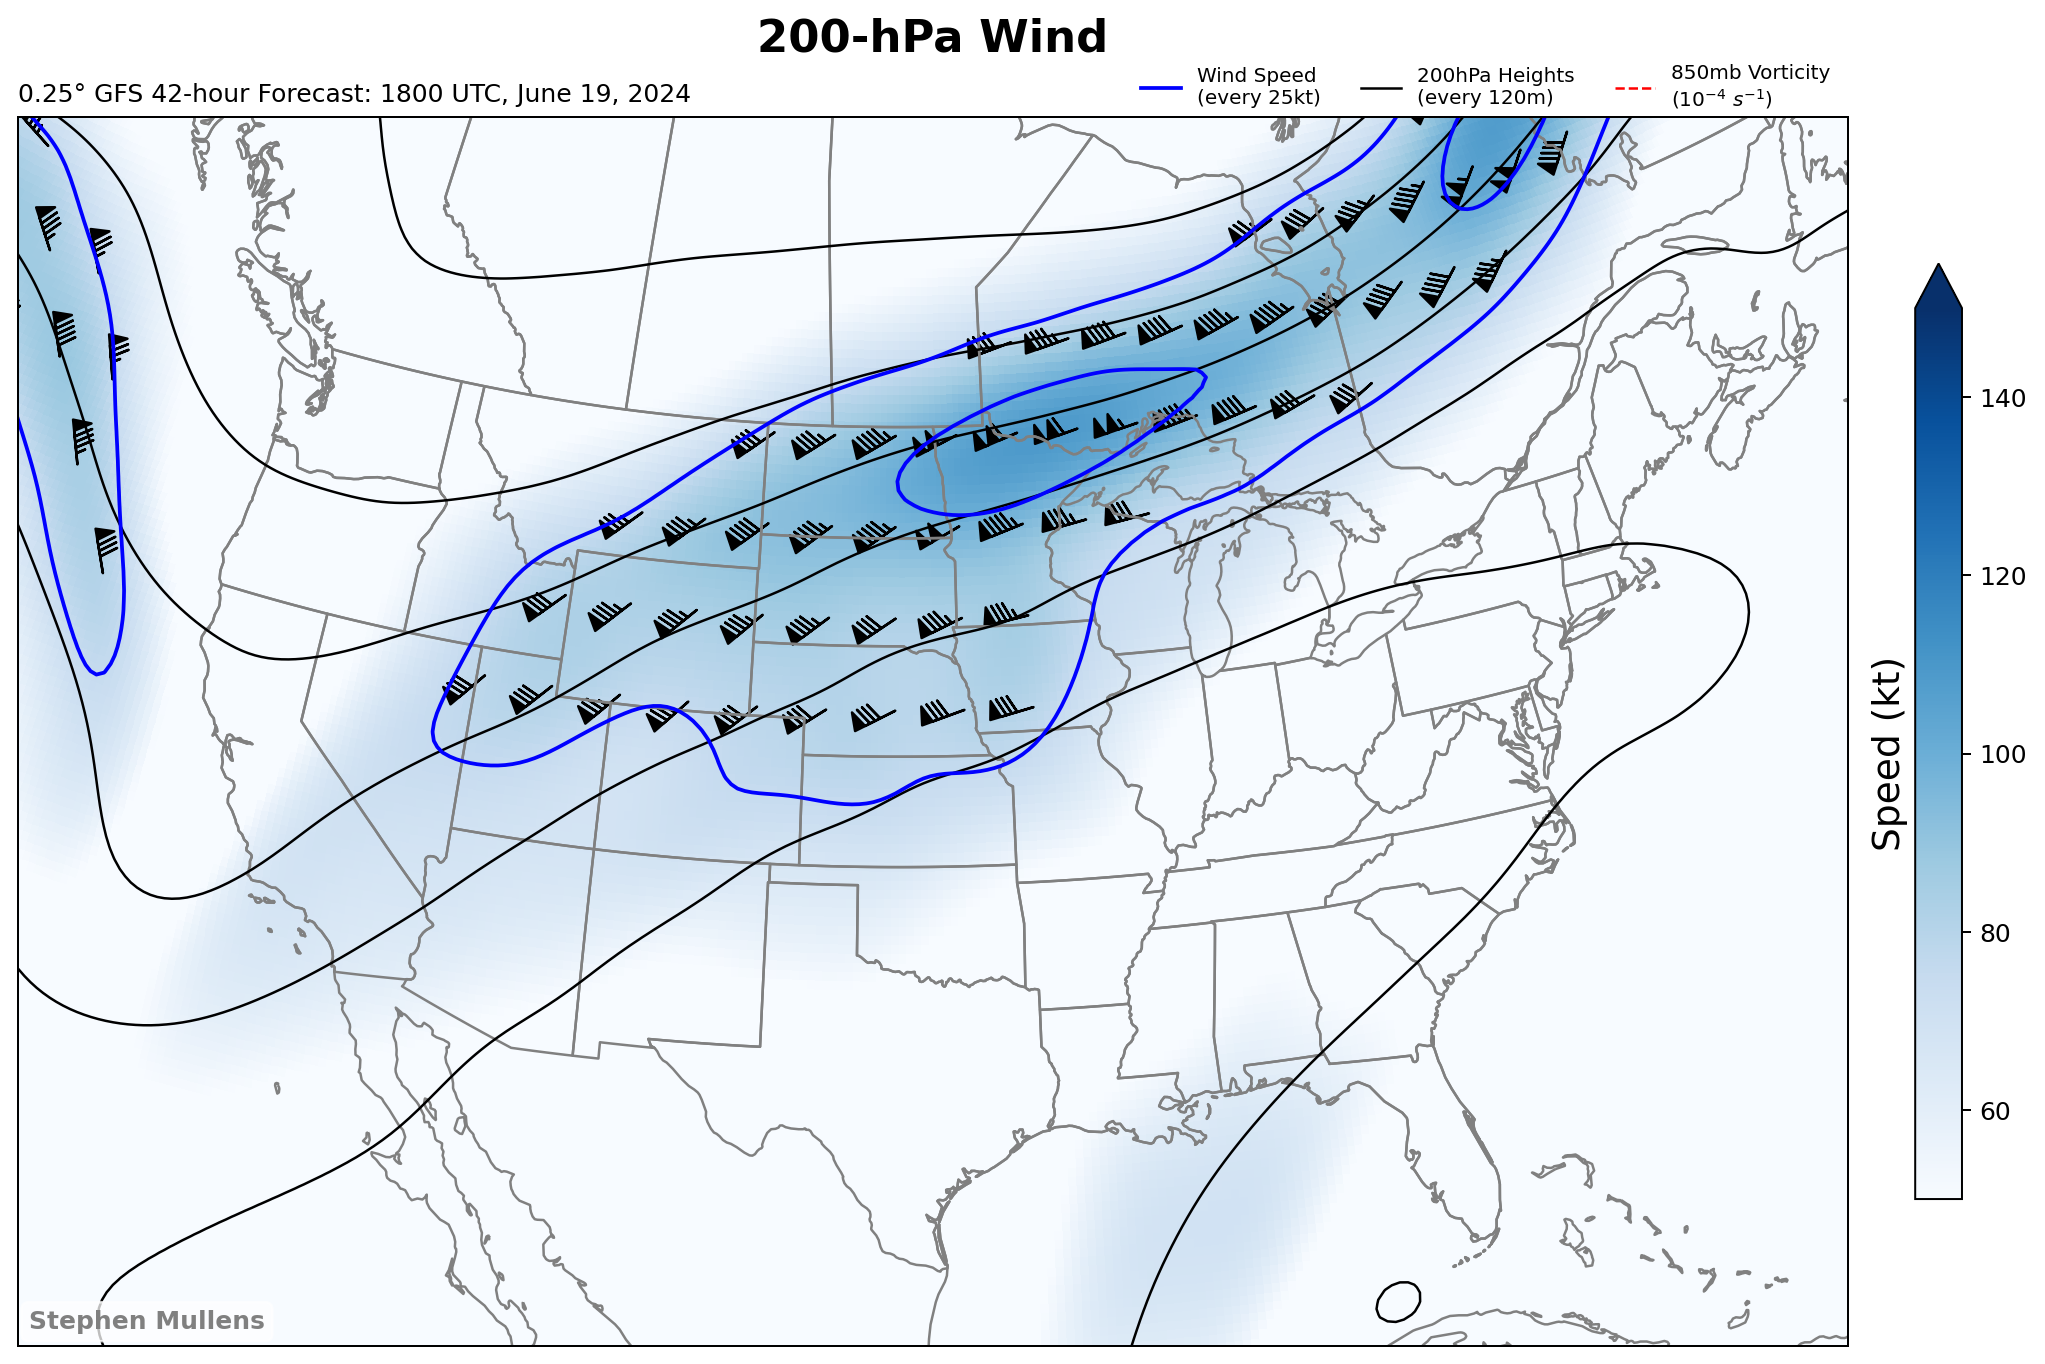 200-hPa Wind
0.25° GFS 42-hour Forecast: 1800 UTC, June 19, 2024
Wind Speed
(every 25kt)
200hPa Heights
(every 120m)
850mb Vorticity
(10⁻⁴ s⁻¹)
140
120
100
80
60
Speed (kt)
Stephen Mullens